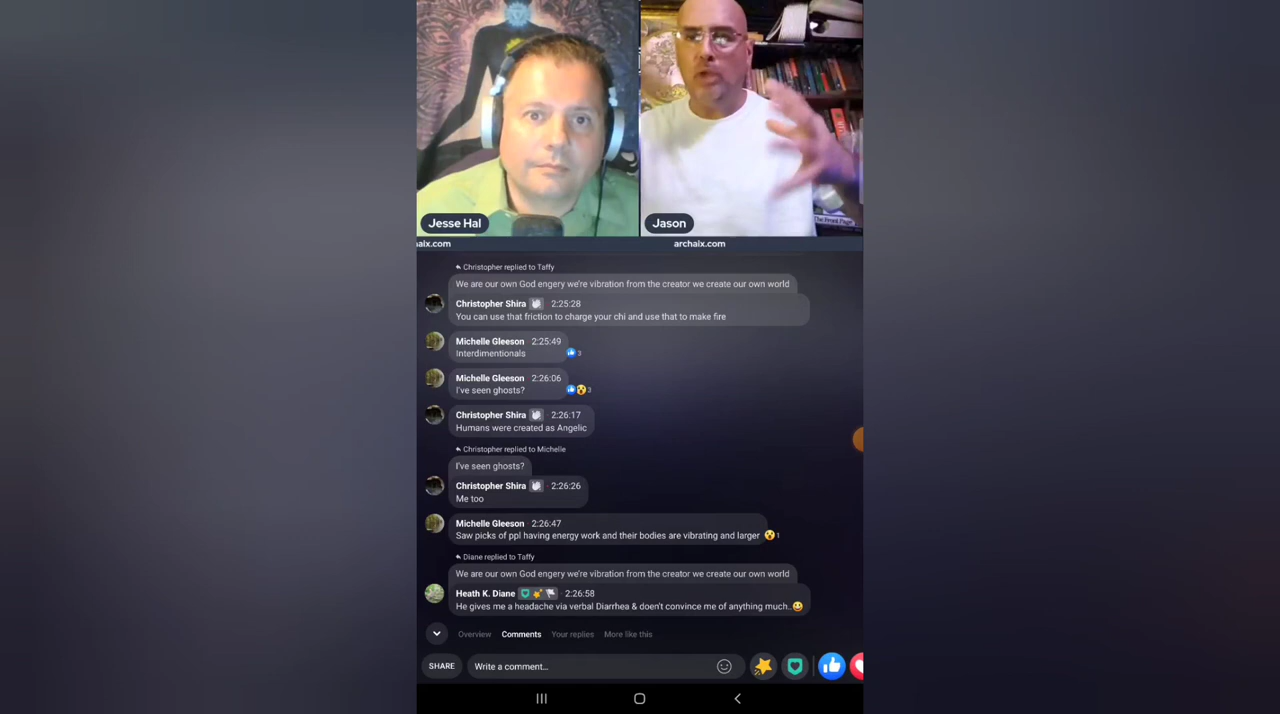 Jesse Hal
Jason
aix.com
archaix.com
Christopher replied to Taffy
We are our own God engery we're vibration from the creator we create our own world
Christopher Shira 2:25:28
You can use that friction to charge your chi and use that to make fire
Michelle Gleeson · 2:25:49
Interdimentionals
3
Michelle Gleeson · 2:26:06
I've seen ghosts?
3
Christopher Shira · 2:26:17
Humans were created as Angelic
Christopher replied to Michelle
I've seen ghosts?
Christopher Shira · 2:26:26
Me too
Michelle Gleeson · 2:26:47
Saw picks of ppl having energy work and their bodies are vibrating and larger
1
Diane replied to Taffy
We are our own God engery we're vibration from the creator we create our own world
Heath K. Diane · 2:26:58
He gives me a headache via verbal Diarrhea & doen't convince me of anything much..
Overview Comments Your replies More like this
SHARE Write a comment...